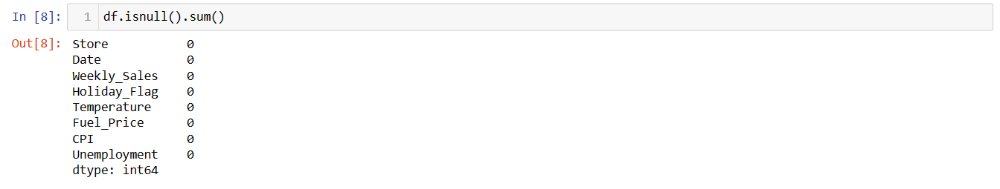 In [8]: 1 df.isnull().sum()
Out[8]: Store 0
Date 0
Weekly_Sales 0
Holiday_Flag 0
Temperature 0
Fuel_Price 0
CPI 0
Unemployment 0
dtype: int64